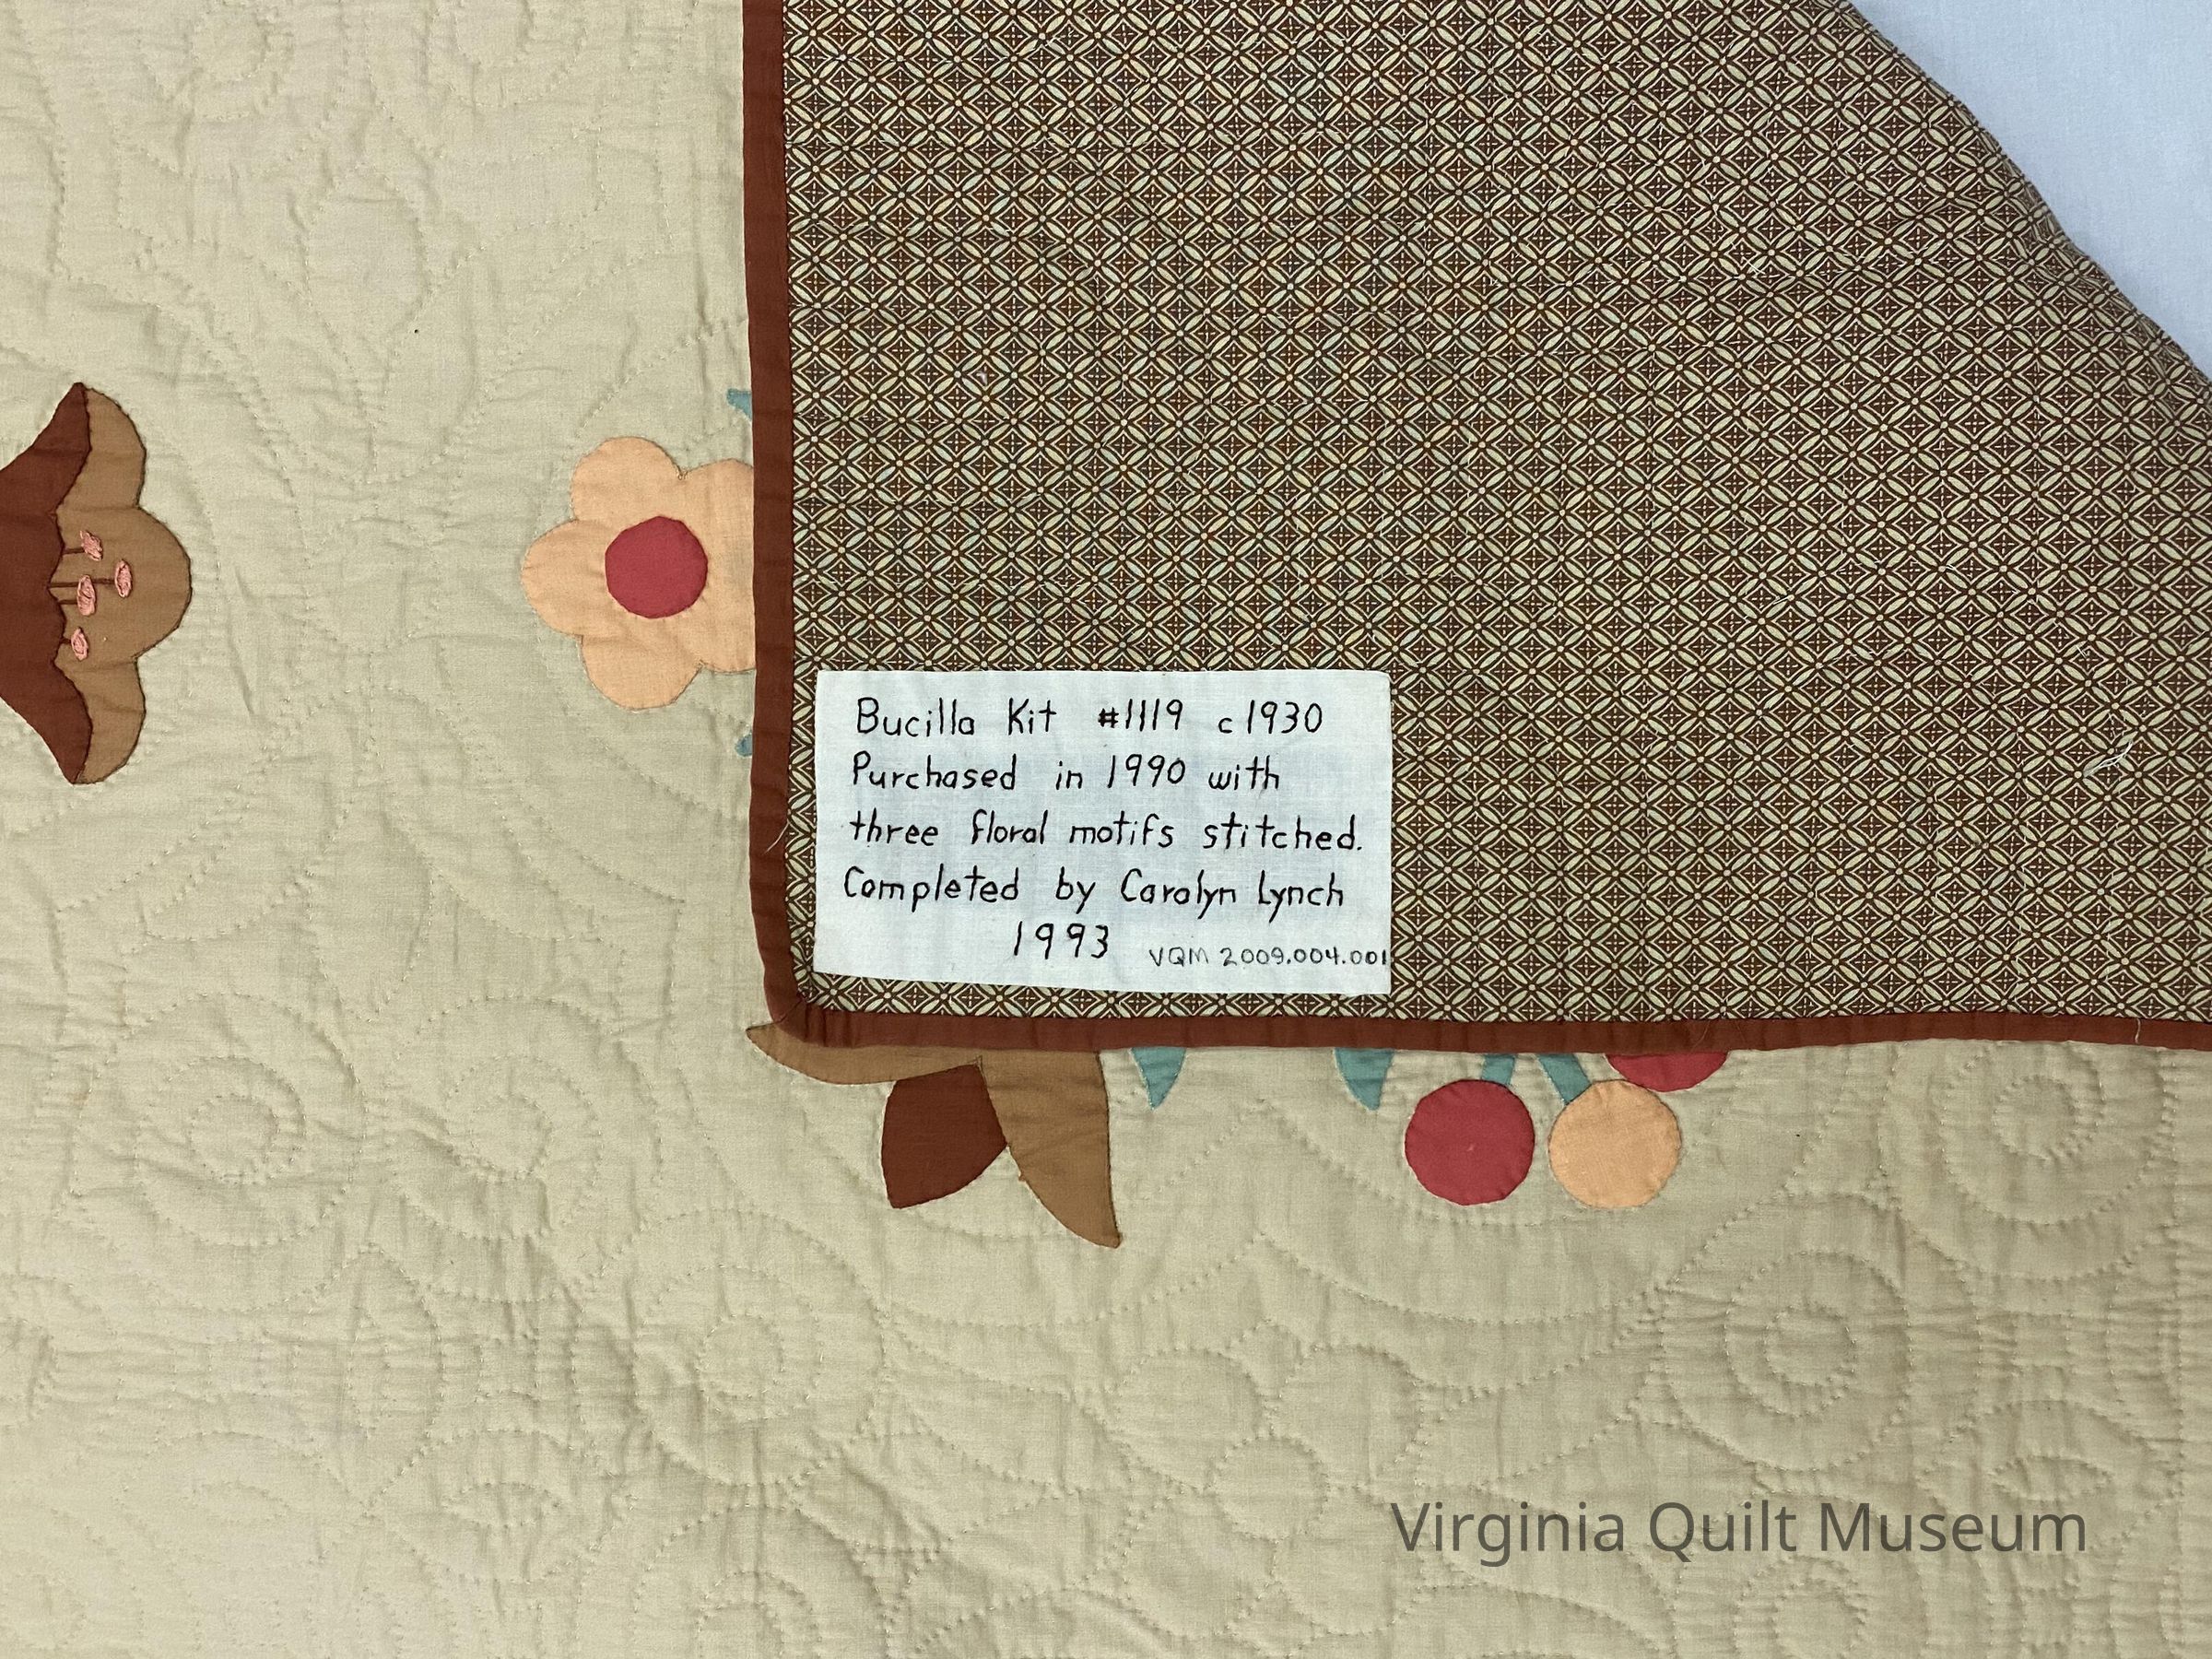 Bucilla Kit #1119 c1930
Purchased in 1990 with
three floral motifs stitched.
Completed by Carolyn Lynch
1993 VQM 2009.004.001
Virginia Quilt Museum